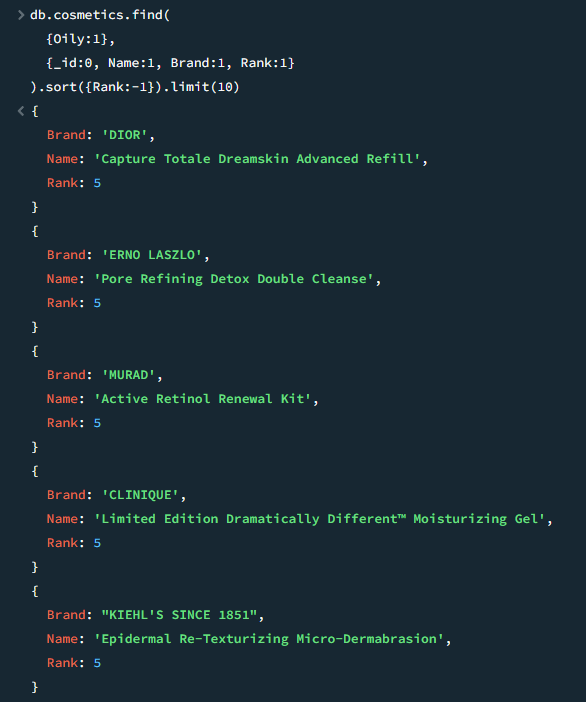 > db.cosmetics.find(
{Oily:1},
{_id:0, Name:1, Brand:1, Rank:1}
).sort({Rank:-1}).limit(10)
< {
Brand: 'DIOR',
Name: 'Capture Totale Dreamskin Advanced Refill',
Rank: 5
}
{
Brand: 'ERNO LASZLO',
Name: 'Pore Refining Detox Double Cleanse',
Rank: 5
}
{
Brand: 'MURAD',
Name: 'Active Retinol Renewal Kit',
Rank: 5
}
{
Brand: 'CLINIQUE',
Name: 'Limited Edition Dramatically Different™ Moisturizing Gel',
Rank: 5
}
{
Brand: "KIEHL'S SINCE 1851",
Name: 'Epidermal Re-Texturizing Micro-Dermabrasion',
Rank: 5
}